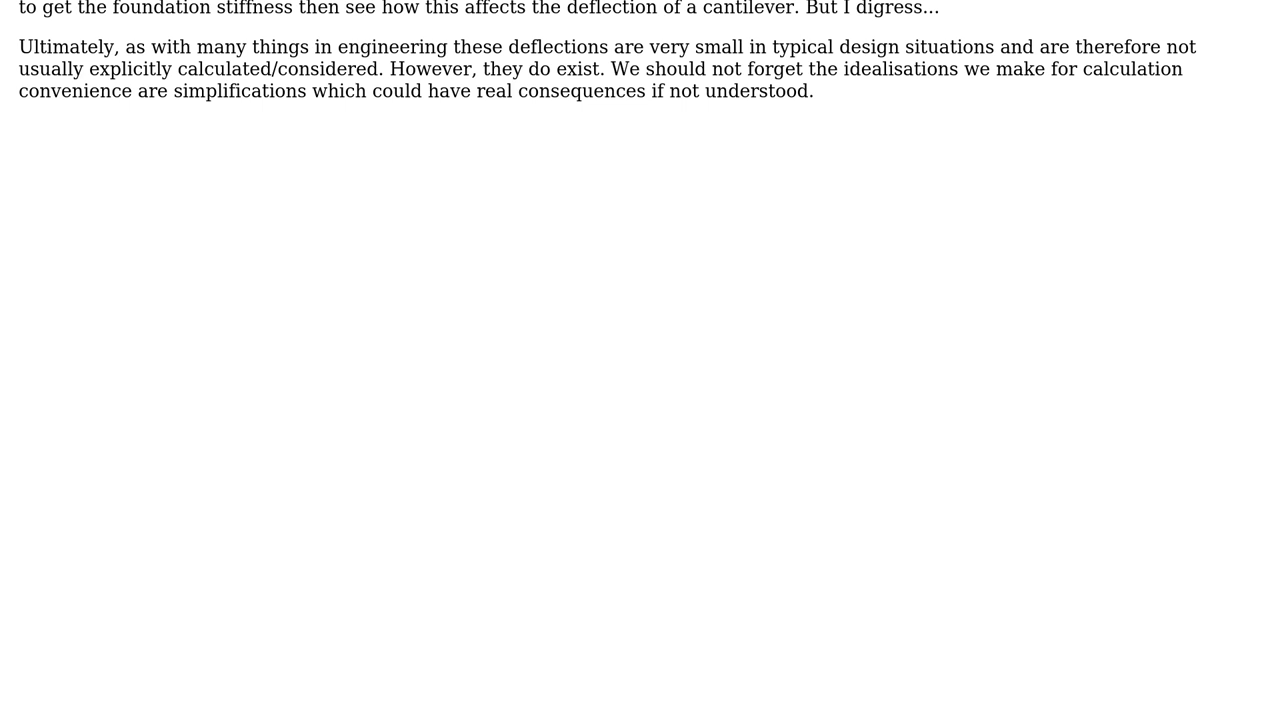 to get the foundation stiffness then see how this affects the deflection of a cantilever. But I digress...
Ultimately, as with many things in engineering these deflections are very small in typical design situations and are therefore not
usually explicitly calculated/considered. However, they do exist. We should not forget the idealisations we make for calculation
convenience are simplifications which could have real consequences if not understood.